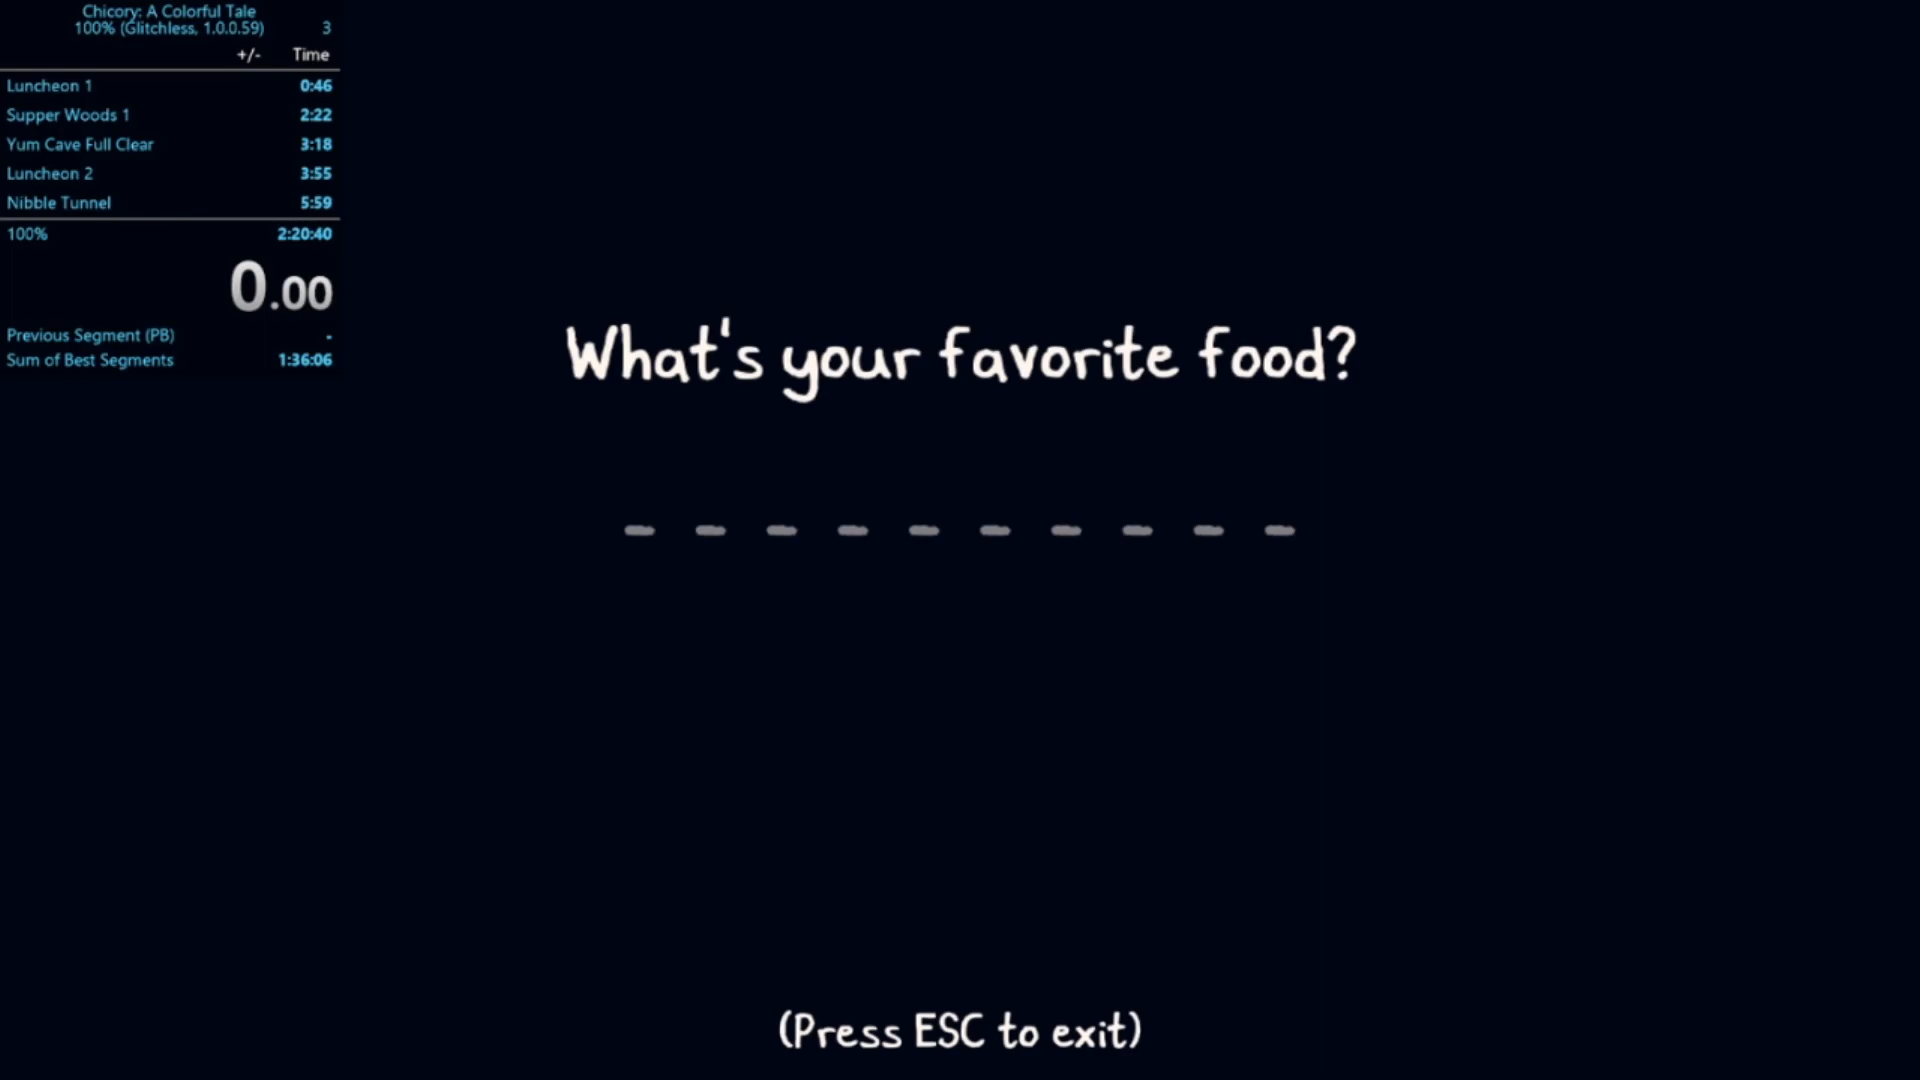 Chicory: A Colorful Tale
100% (Glitchless, 1.0.0.59) 3
+/- Time
Luncheon 1 0:46
Supper Woods 1 2:22
Yum Cave Full Clear 3:18
Luncheon 2 3:55
Nibble Tunnel 5:59
100% 2:20:40
0.00
Previous Segment (PB) -
Sum of Best Segments 1:36:06
What's your favorite food?
_ _ _ _ _ _ _ _ _ _
(Press ESC to exit)